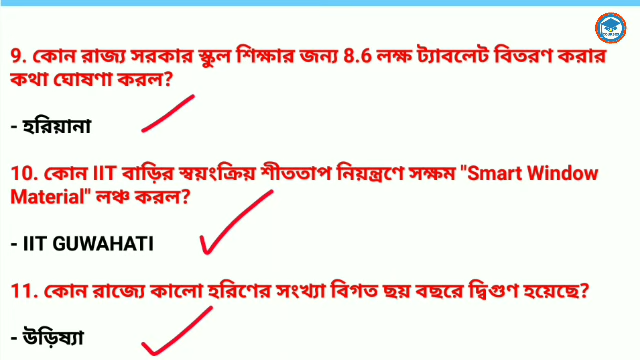 9. কোন রাজ্য সরকার স্কুল শিক্ষার জন্য 8.6 লক্ষ ট্যাবলেট বিতরণ করার
কথা ঘোষণা করল?
- হরিয়ানা
10. কোন IIT বাড়ির স্বয়ংক্রিয় শীততাপ নিয়ন্ত্রণে সক্ষম "Smart Window
Material" লঞ্চ করল?
- IIT GUWAHATI
11. কোন রাজ্যে কালো হরিণের সংখ্যা বিগত ছয় বছরে দ্বিগুণ হয়েছে?
- উড়িষ্যা